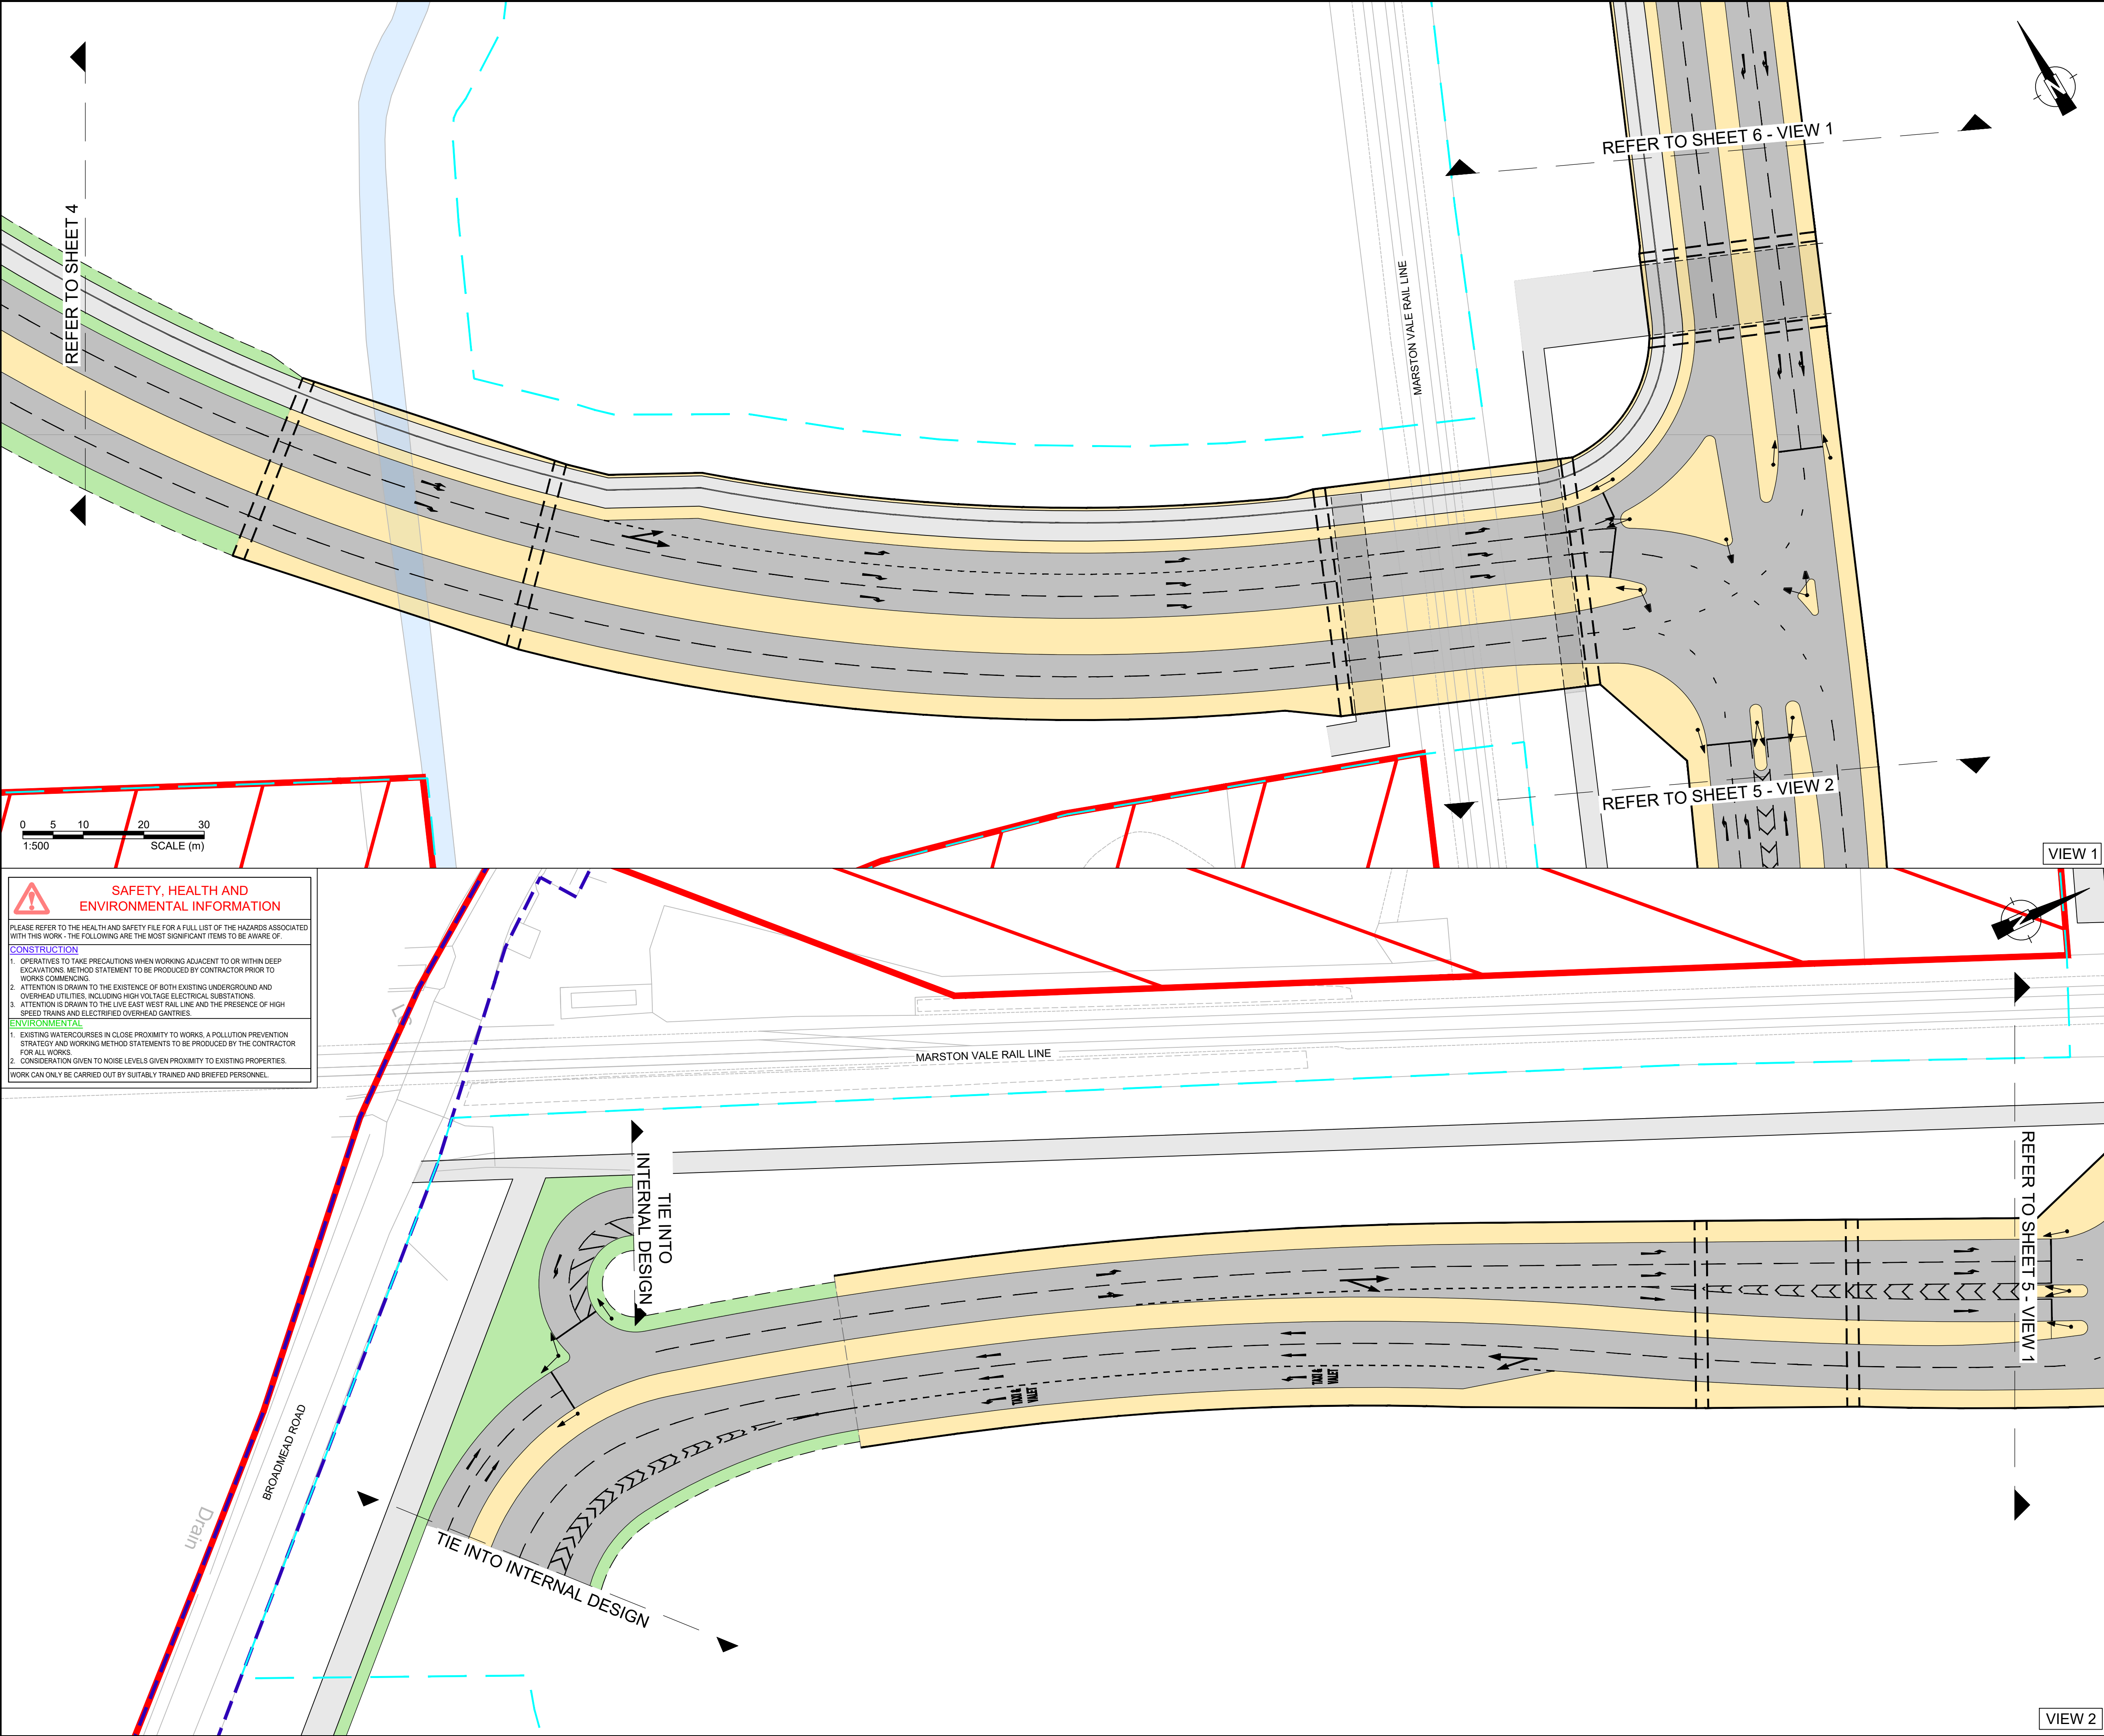 REFER TO SHEET 4
MARSTON VALE RAIL LINE
REFER TO SHEET 6 - VIEW 1
N
REFER TO SHEET 5 - VIEW 2
0 5 10 20 30
1:500 SCALE (m)
VIEW 1
SAFETY, HEALTH AND
ENVIRONMENTAL INFORMATION
PLEASE REFER TO THE HEALTH AND SAFETY FILE FOR A FULL LIST OF THE HAZARDS ASSOCIATED
WITH THIS WORK - THE FOLLOWING ARE THE MOST SIGNIFICANT ITEMS TO BE AWARE OF.
CONSTRUCTION
1. OPERATIVES TO TAKE PRECAUTIONS WHEN WORKING ADJACENT TO OR WITHIN DEEP
EXCAVATIONS. METHOD STATEMENT TO BE PRODUCED BY CONTRACTOR PRIOR TO
WORKS COMMENCING.
2. ATTENTION IS DRAWN TO THE EXISTENCE OF BOTH EXISTING UNDERGROUND AND
OVERHEAD UTILITIES, INCLUDING HIGH VOLTAGE ELECTRICAL SUBSTATIONS.
3. ATTENTION IS DRAWN TO THE LIVE EAST WEST RAIL LINE AND THE PRESENCE OF HIGH
SPEED TRAINS AND ELECTRIFIED OVERHEAD GANTRIES.
ENVIRONMENTAL
1. EXISTING WATERCOURSES IN CLOSE PROXIMITY TO WORKS, A POLLUTION PREVENTION
STRATEGY AND WORKING METHOD STATEMENTS TO BE PRODUCED BY THE CONTRACTOR
FOR ALL WORKS.
2. CONSIDERATION GIVEN TO NOISE LEVELS GIVEN PROXIMITY TO EXISTING PROPERTIES.
WORK CAN ONLY BE CARRIED OUT BY SUITABLY TRAINED AND BRIEFED PERSONNEL.
LC
MARSTON VALE RAIL LINE
N
TIE INTO
INTERNAL DESIGN
REFER TO SHEET 5 - VIEW 1
TAXI &
VALET
TAXI &
VALET
BROADMEAD ROAD
Drain
TIE INTO INTERNAL DESIGN
VIEW 2